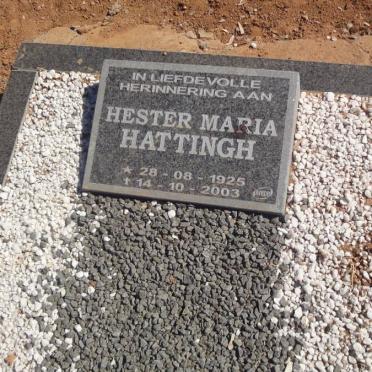 IN LIEFDEVOLLE
HERINNERING AAN
HESTER MARIA
HATTINGH
* 28 - 08 - 1925
† 14 - 10 - 2003